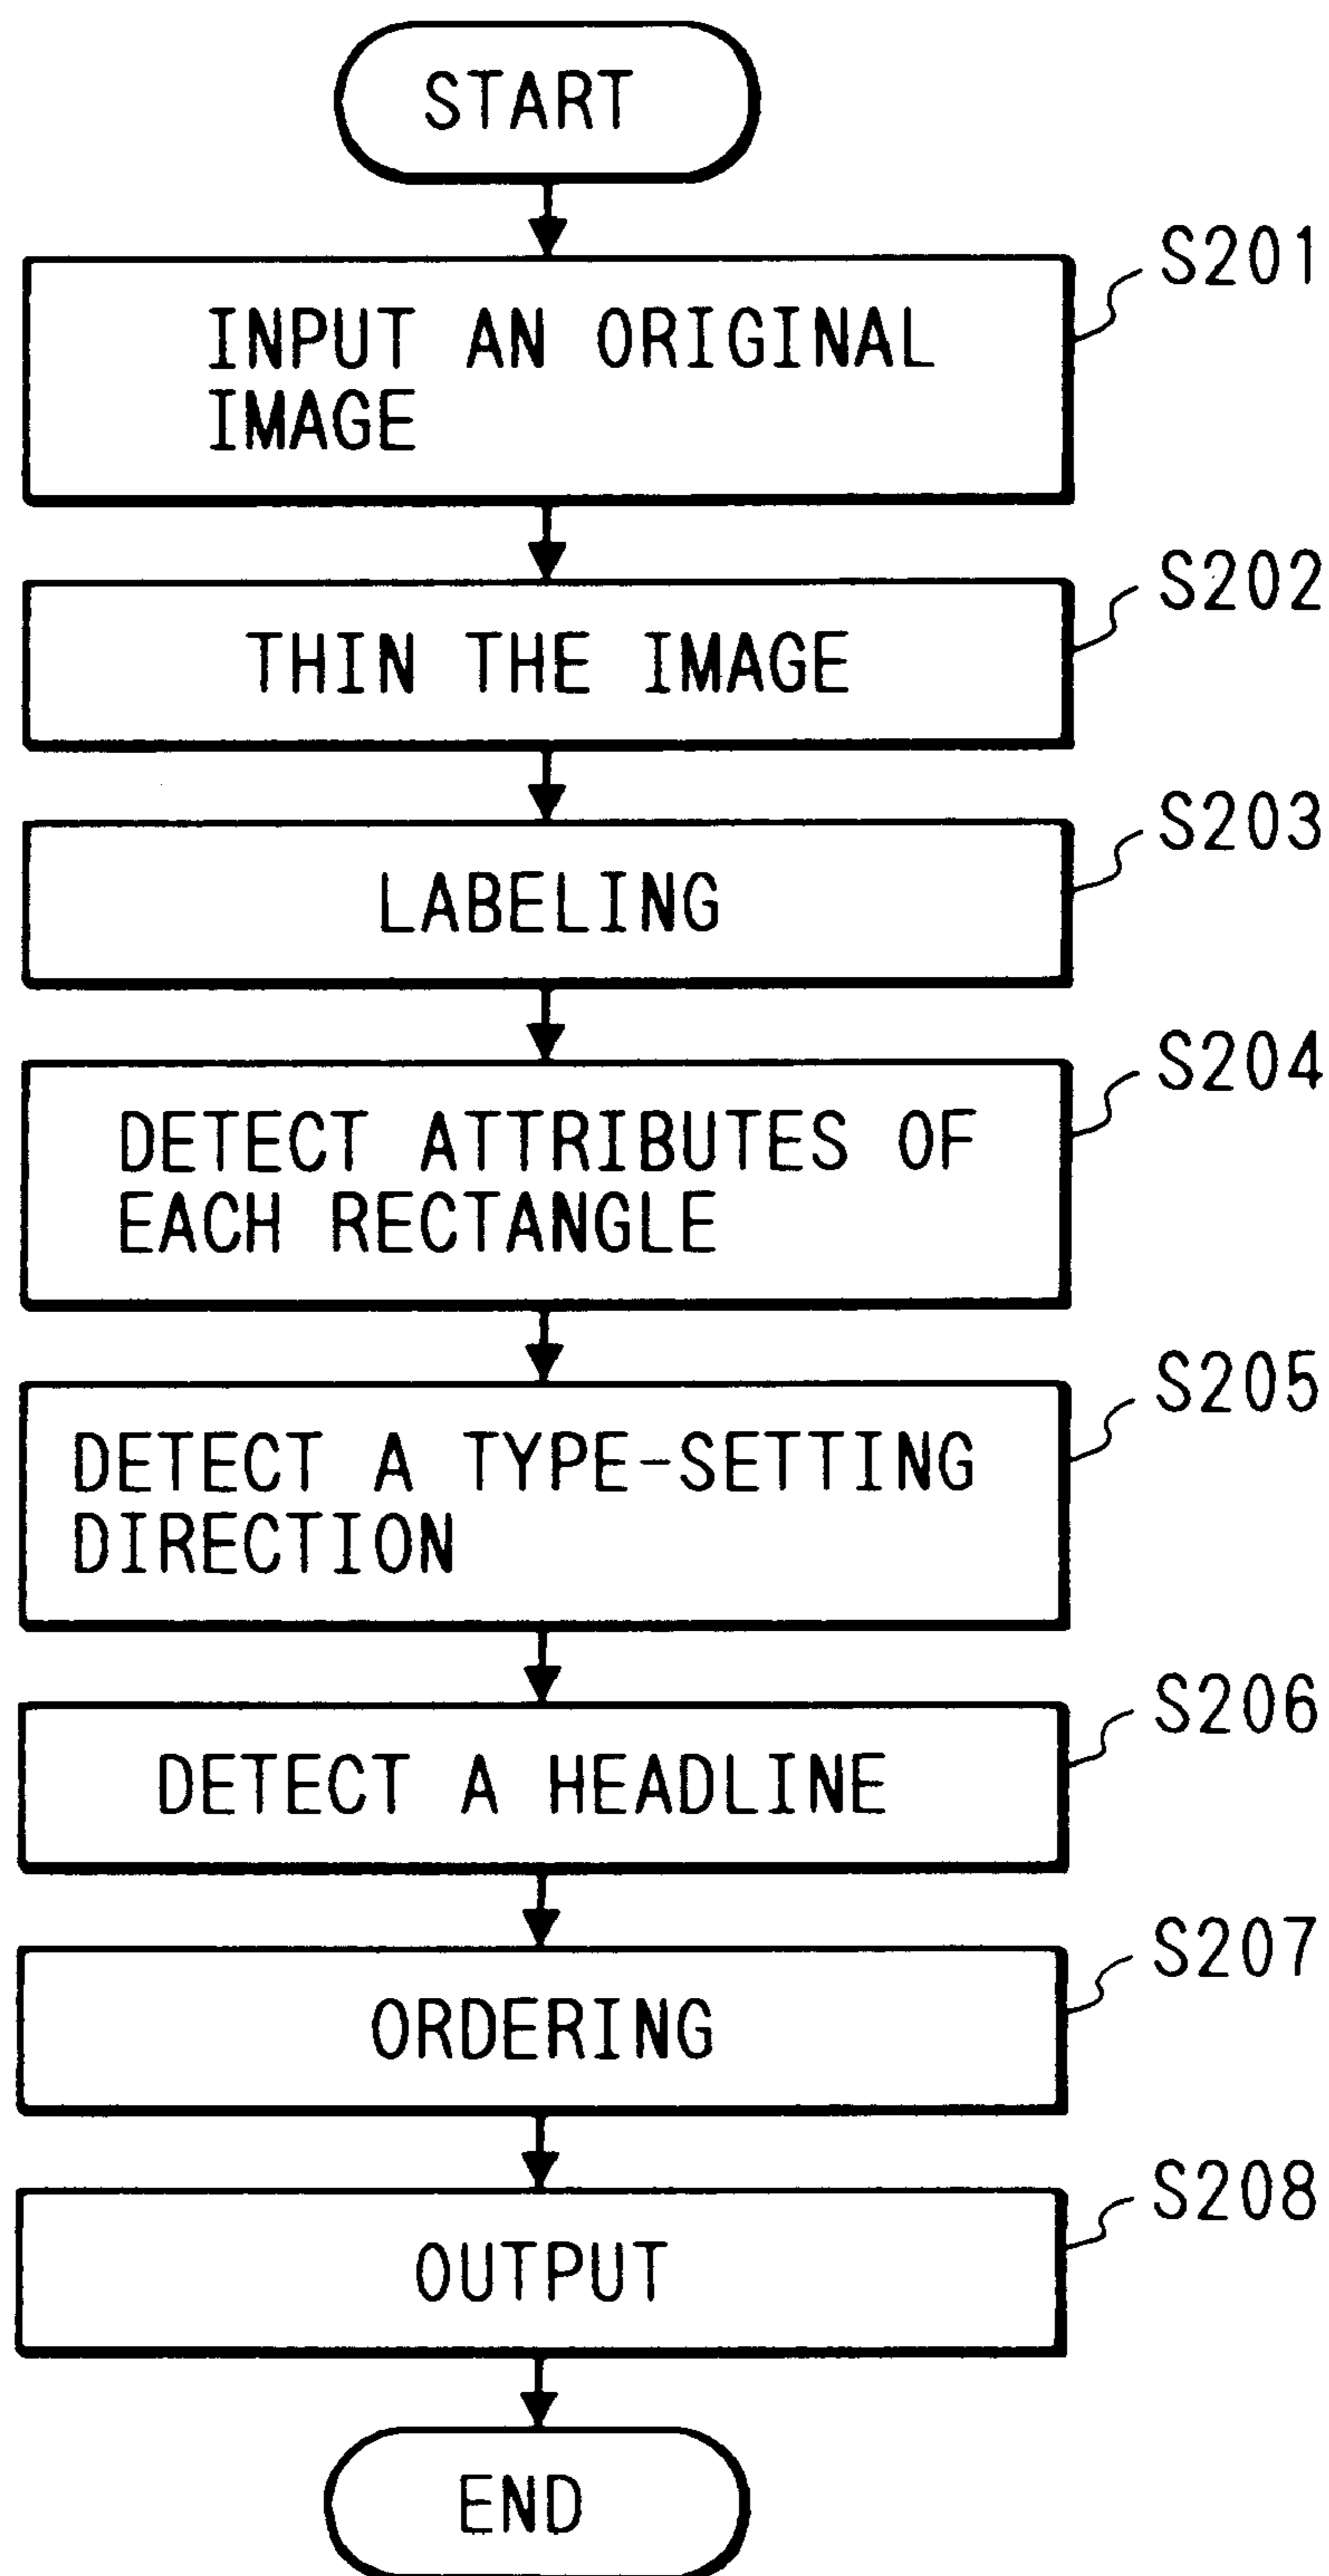 START
S201
INPUT AN ORIGINAL
IMAGE
S202
THIN THE IMAGE
S203
LABELING
S204
DETECT ATTRIBUTES OF
EACH RECTANGLE
S205
DETECT A TYPE-SETTING
DIRECTION
S206
DETECT A HEADLINE
S207
ORDERING
S208
OUTPUT
END